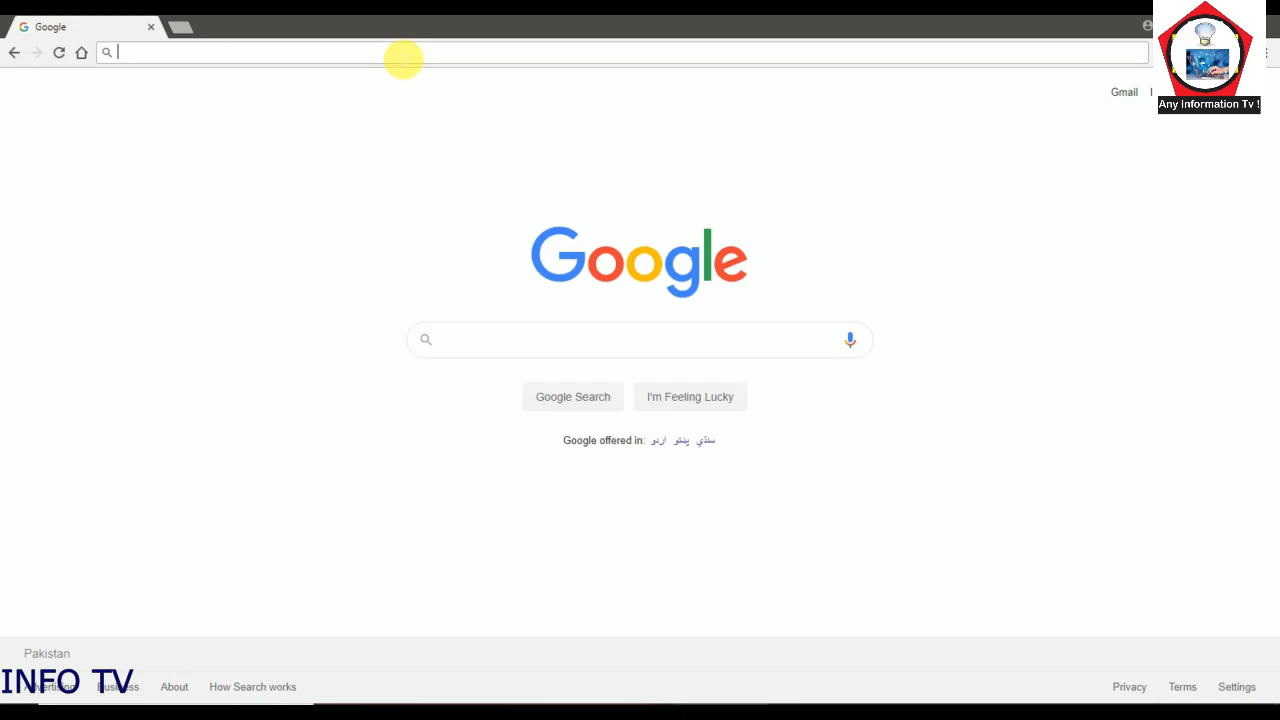 Google
Gmail
Any Information Tv !
Google
Google Search
I'm Feeling Lucky
Google offered in: اردو پښتو سنڌي
Pakistan
INFO TV
Advertising Business About How Search works
Privacy Terms Settings